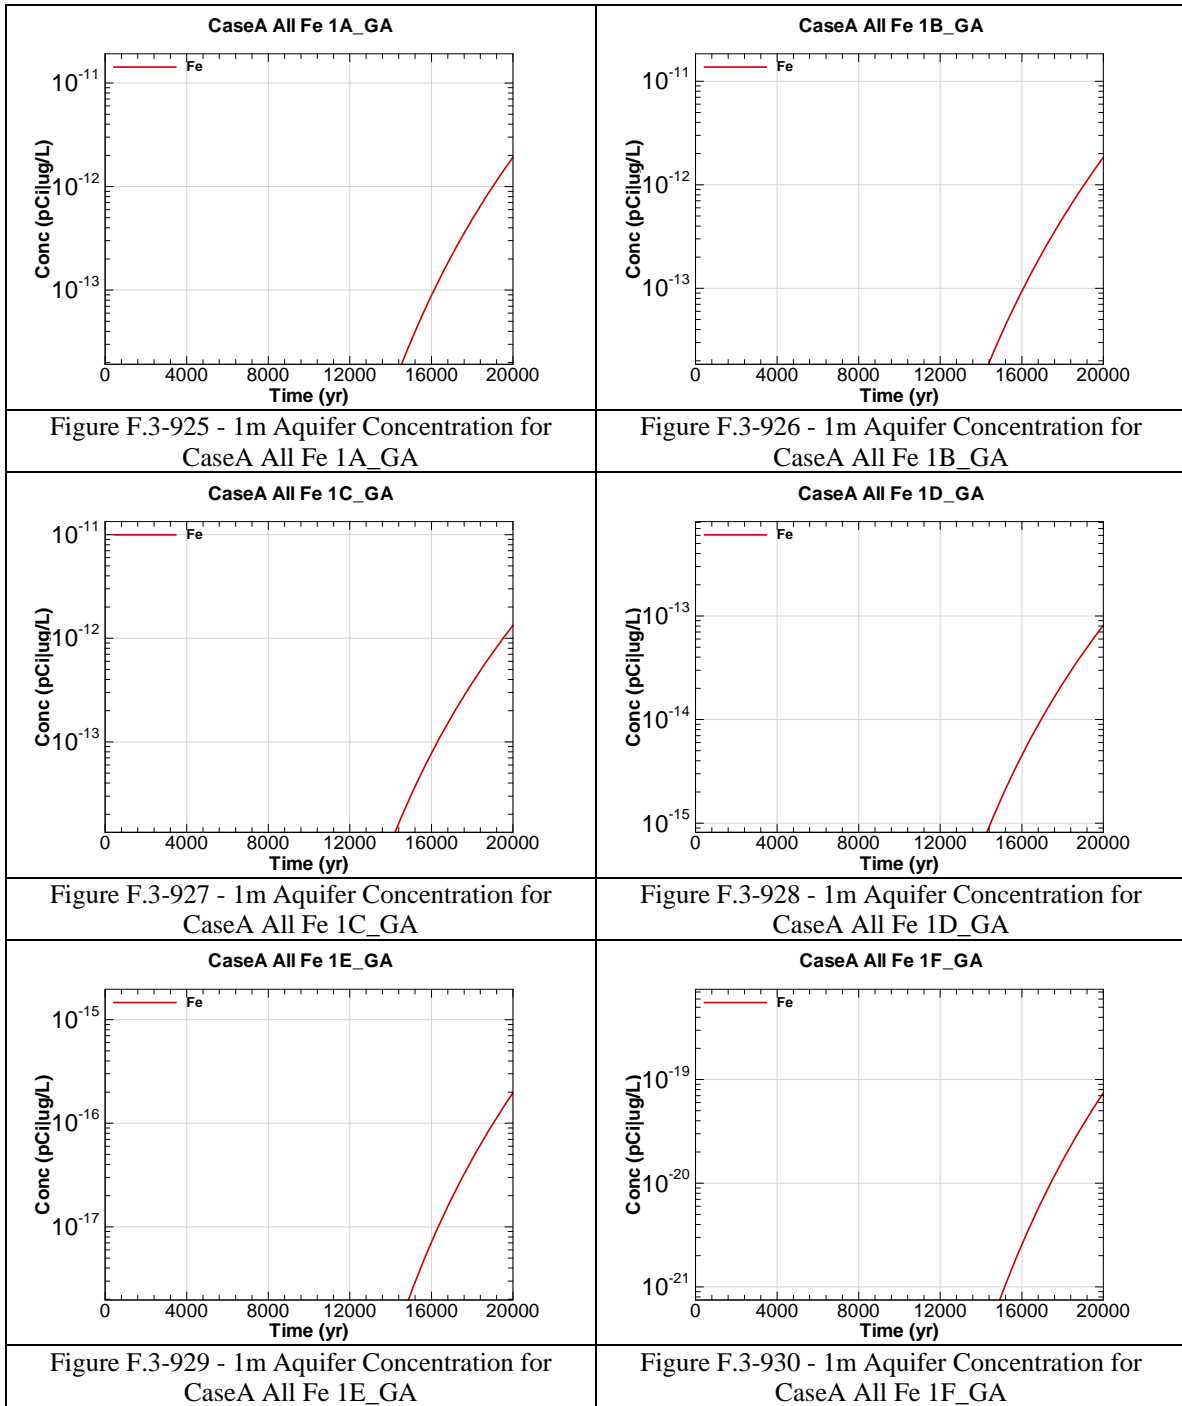 CaseA All Fe 1A_GA
Fe
10-11
10-12
10-13
Conc (pCi|ug/L)
0 4000 8000 12000 16000 20000
Time (yr)
Figure F.3-925 - 1m Aquifer Concentration for
CaseA All Fe 1A_GA
CaseA All Fe 1B_GA
Fe
10-11
10-12
10-13
Conc (pCi|ug/L)
0 4000 8000 12000 16000 20000
Time (yr)
Figure F.3-926 - 1m Aquifer Concentration for
CaseA All Fe 1B_GA
CaseA All Fe 1C_GA
Fe
10-11
10-12
10-13
Conc (pCi|ug/L)
0 4000 8000 12000 16000 20000
Time (yr)
Figure F.3-927 - 1m Aquifer Concentration for
CaseA All Fe 1C_GA
CaseA All Fe 1D_GA
Fe
10-13
10-14
10-15
Conc (pCi|ug/L)
0 4000 8000 12000 16000 20000
Time (yr)
Figure F.3-928 - 1m Aquifer Concentration for
CaseA All Fe 1D_GA
CaseA All Fe 1E_GA
Fe
10-15
10-16
10-17
Conc (pCi|ug/L)
0 4000 8000 12000 16000 20000
Time (yr)
Figure F.3-929 - 1m Aquifer Concentration for
CaseA All Fe 1E_GA
CaseA All Fe 1F_GA
Fe
10-19
10-20
10-21
Conc (pCi|ug/L)
0 4000 8000 12000 16000 20000
Time (yr)
Figure F.3-930 - 1m Aquifer Concentration for
CaseA All Fe 1F_GA